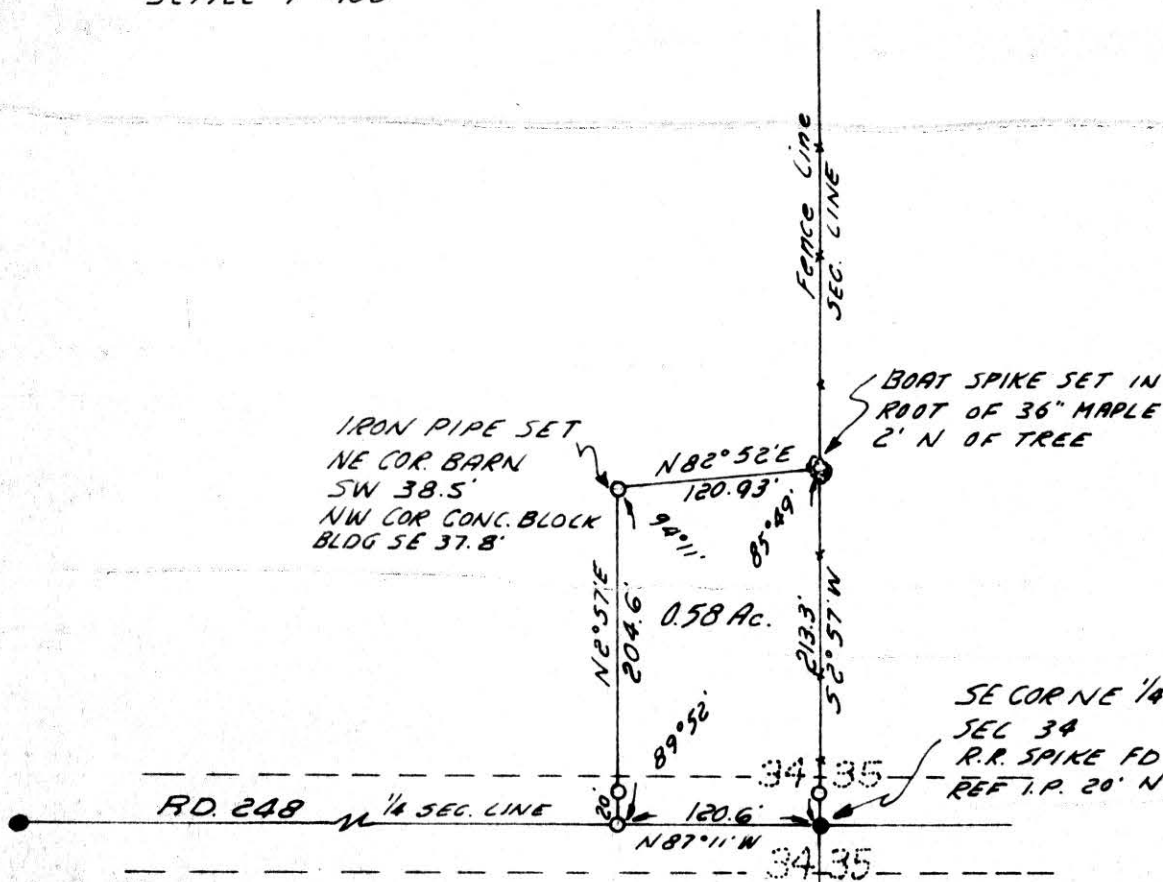 Fence Line
SEC. LINE
BOAT SPIKE SET IN
ROOT OF 36" MAPLE
2' N OF TREE
IRON PIPE SET
NE COR. BARN
SW 38.5'
NW COR CONC. BLOCK
BLDG SE 37.8'
N82°52'E
120.93'
94°11'
85°49'
N2°57'E
204.6'
0.58 Ac.
213.3'
S2°57'W
89°52'
SE COR NE 1/4
SEC 34
R.R. SPIKE FD
REF I.P. 20' N
34 35
RD. 248
1/4 SEC. LINE
20'
120.6'
N87°11'W
34 35